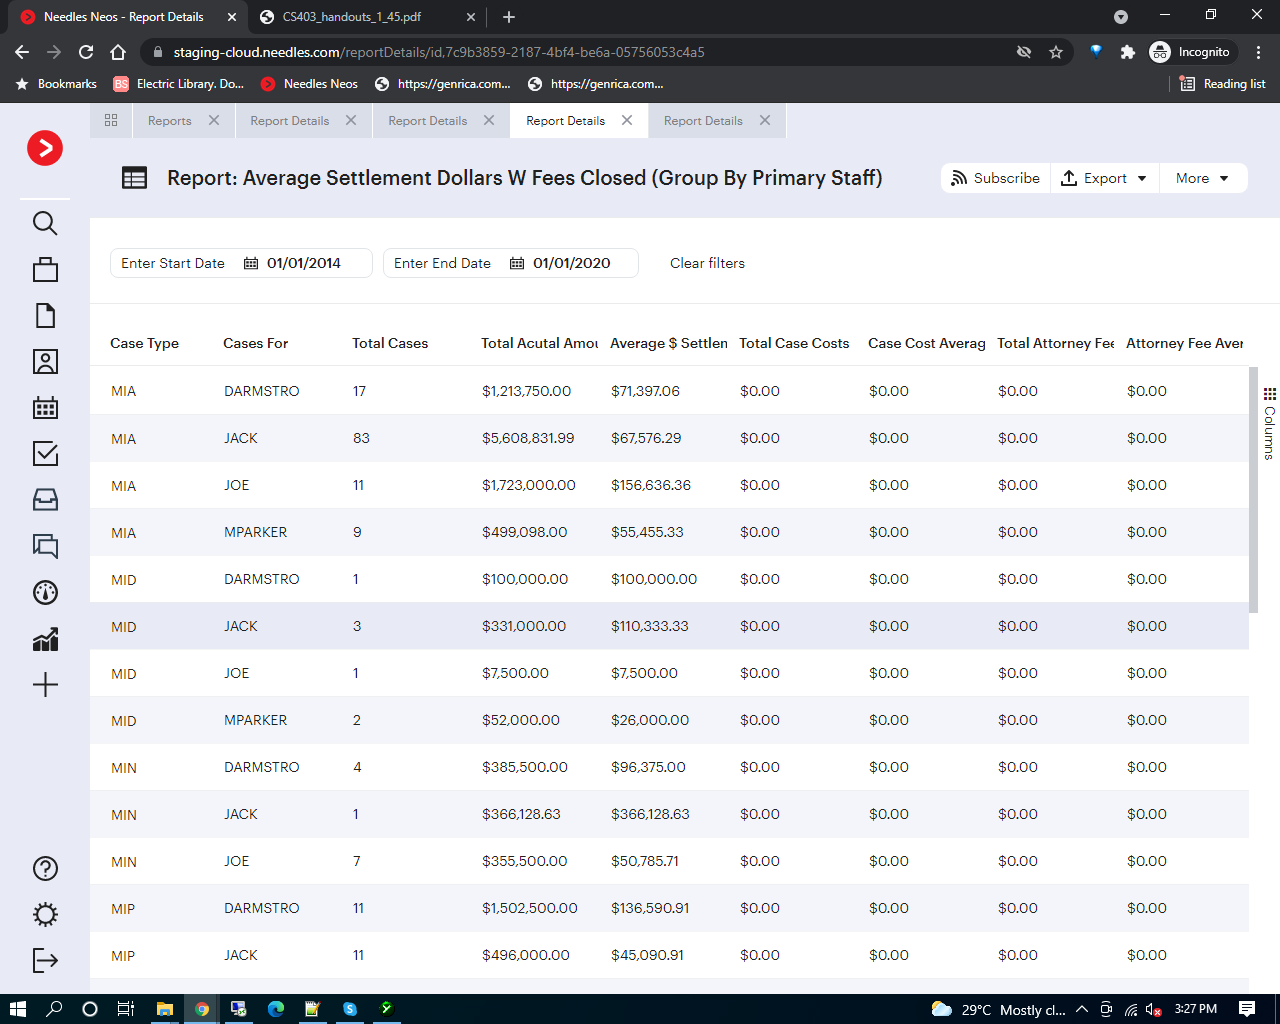 Needles Neos - Report Details
CS403_handouts_1_45.pdf
staging-cloud.needles.com/reportDetails/id,7c9b3859-2187-4bf4-be6a-05756053c4a5
Incognito
Bookmarks
BS Electric Library. Do...
Needles Neos
https://genrica.com...
https://genrica.com...
Reading list
Reports
Report Details
Report Details
Report Details
Report Details
Report: Average Settlement Dollars W Fees Closed (Group By Primary Staff)
Subscribe
Export
More
Enter Start Date 01/01/2014
Enter End Date 01/01/2020
Clear filters
Case Type Cases For Total Cases Total Acutal Amou Average $ Settlen Total Case Costs Case Cost Averag Total Attorney Fee Attorney Fee Aver
MIA DARMSTRO 17 $1,213,750.00 $71,397.06 $0.00 $0.00 $0.00 $0.00
MIA JACK 83 $5,608,831.99 $67,576.29 $0.00 $0.00 $0.00 $0.00
MIA JOE 11 $1,723,000.00 $156,636.36 $0.00 $0.00 $0.00 $0.00
MIA MPARKER 9 $499,098.00 $55,455.33 $0.00 $0.00 $0.00 $0.00
MID DARMSTRO 1 $100,000.00 $100,000.00 $0.00 $0.00 $0.00 $0.00
MID JACK 3 $331,000.00 $110,333.33 $0.00 $0.00 $0.00 $0.00
MID JOE 1 $7,500.00 $7,500.00 $0.00 $0.00 $0.00 $0.00
MID MPARKER 2 $52,000.00 $26,000.00 $0.00 $0.00 $0.00 $0.00
MIN DARMSTRO 4 $385,500.00 $96,375.00 $0.00 $0.00 $0.00 $0.00
MIN JACK 1 $366,128.63 $366,128.63 $0.00 $0.00 $0.00 $0.00
MIN JOE 7 $355,500.00 $50,785.71 $0.00 $0.00 $0.00 $0.00
MIP DARMSTRO 11 $1,502,500.00 $136,590.91 $0.00 $0.00 $0.00 $0.00
MIP JACK 11 $496,000.00 $45,090.91 $0.00 $0.00 $0.00 $0.00
Columns
29°C Mostly cl...
3:27 PM